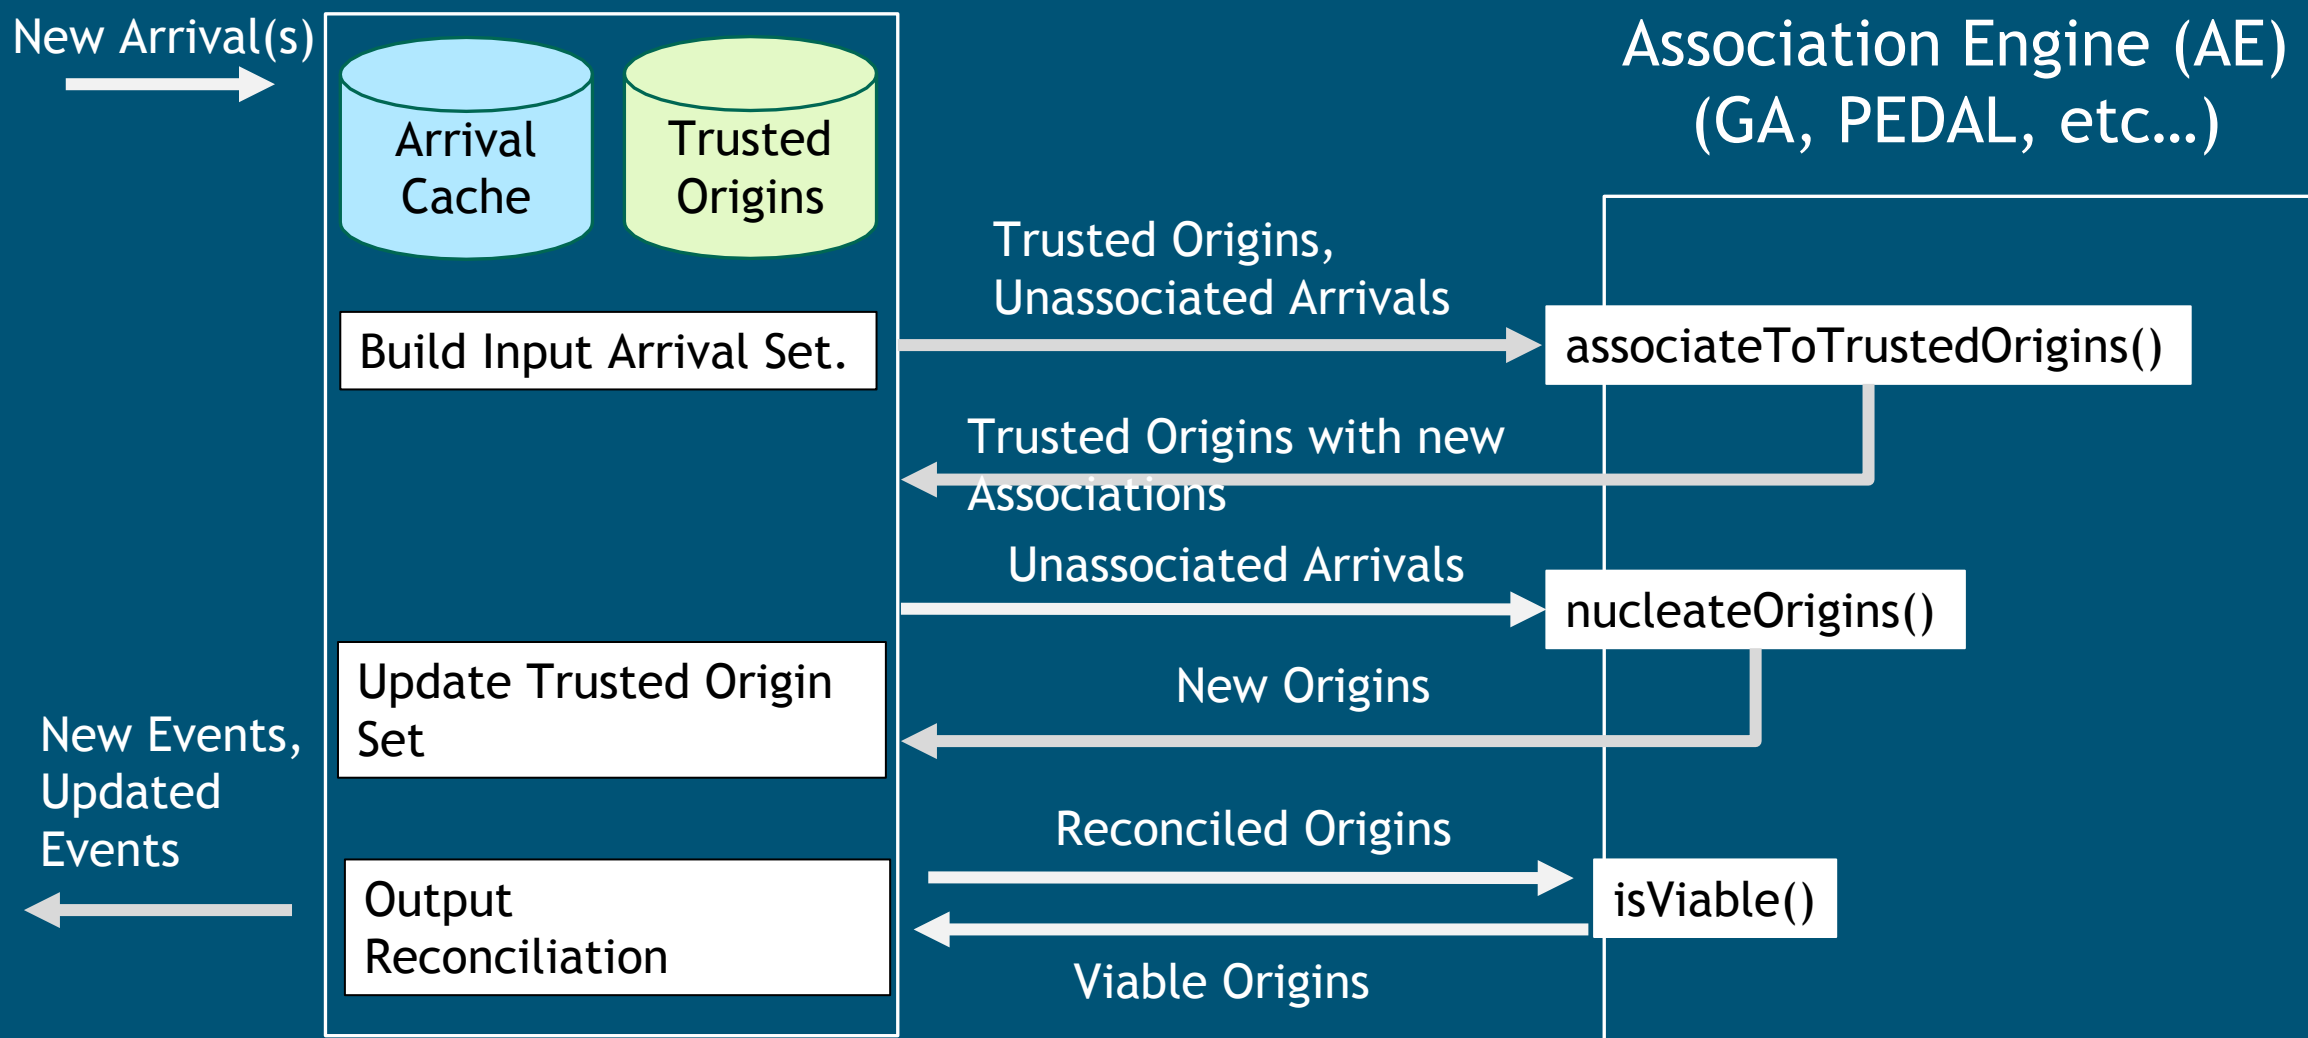 New Arrival(s)
Association Engine (AE)
(GA, PEDAL, etc…)
Arrival
Cache
Trusted
Origins
Trusted Origins,
Unassociated Arrivals
Build Input Arrival Set.
associateToTrustedOrigins()
Trusted Origins with new
Associations
Unassociated Arrivals
nucleateOrigins()
Update Trusted Origin
Set
New Origins
New Events,
Updated
Events
Reconciled Origins
Output
Reconciliation
isViable()
Viable Origins